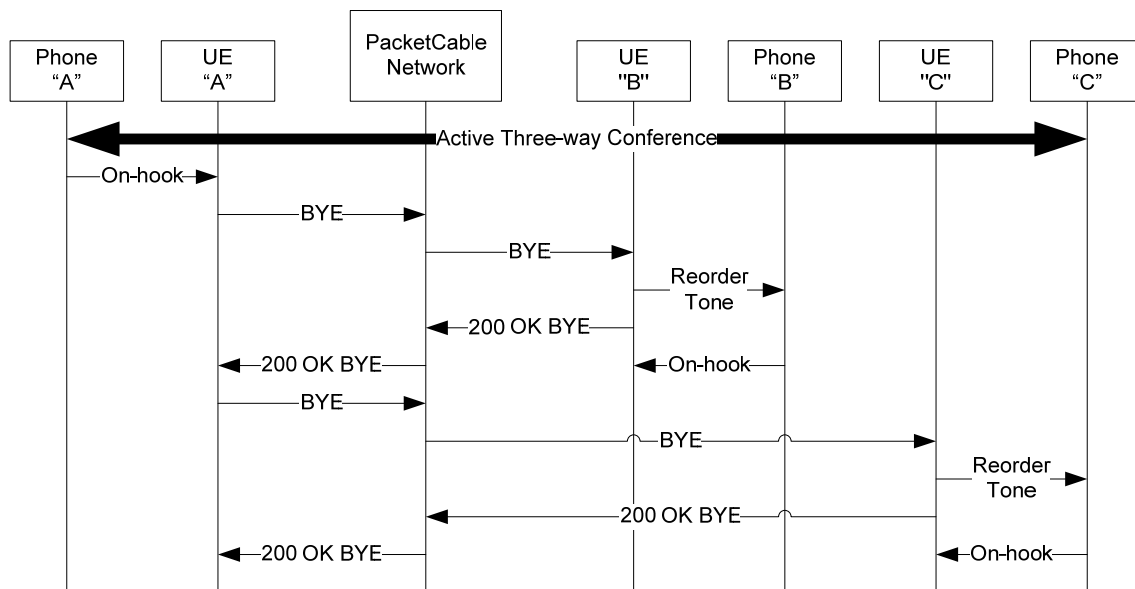 Phone
“A”
UE
“A”
PacketCable
Network
UE
"B"
Phone
“B”
UE
"C"
Phone
“C”
Active Three-way Conference
On-hook
BYE
BYE
Reorder
Tone
200 OK BYE
200 OK BYE
On-hook
BYE
BYE
Reorder
Tone
200 OK BYE
200 OK BYE
On-hook